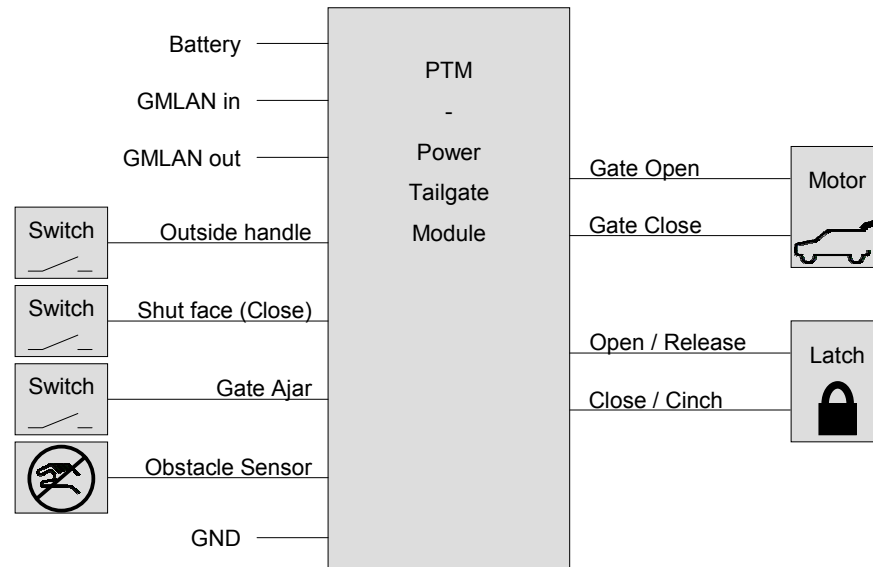 Battery
GMLAN in
GMLAN out
Switch
Outside handle
Switch
Shut face (Close)
Switch
Gate Ajar
Obstacle Sensor
GND
PTM
-
Power
Tailgate
Module
Gate Open
Gate Close
Motor
Open / Release
Close / Cinch
Latch